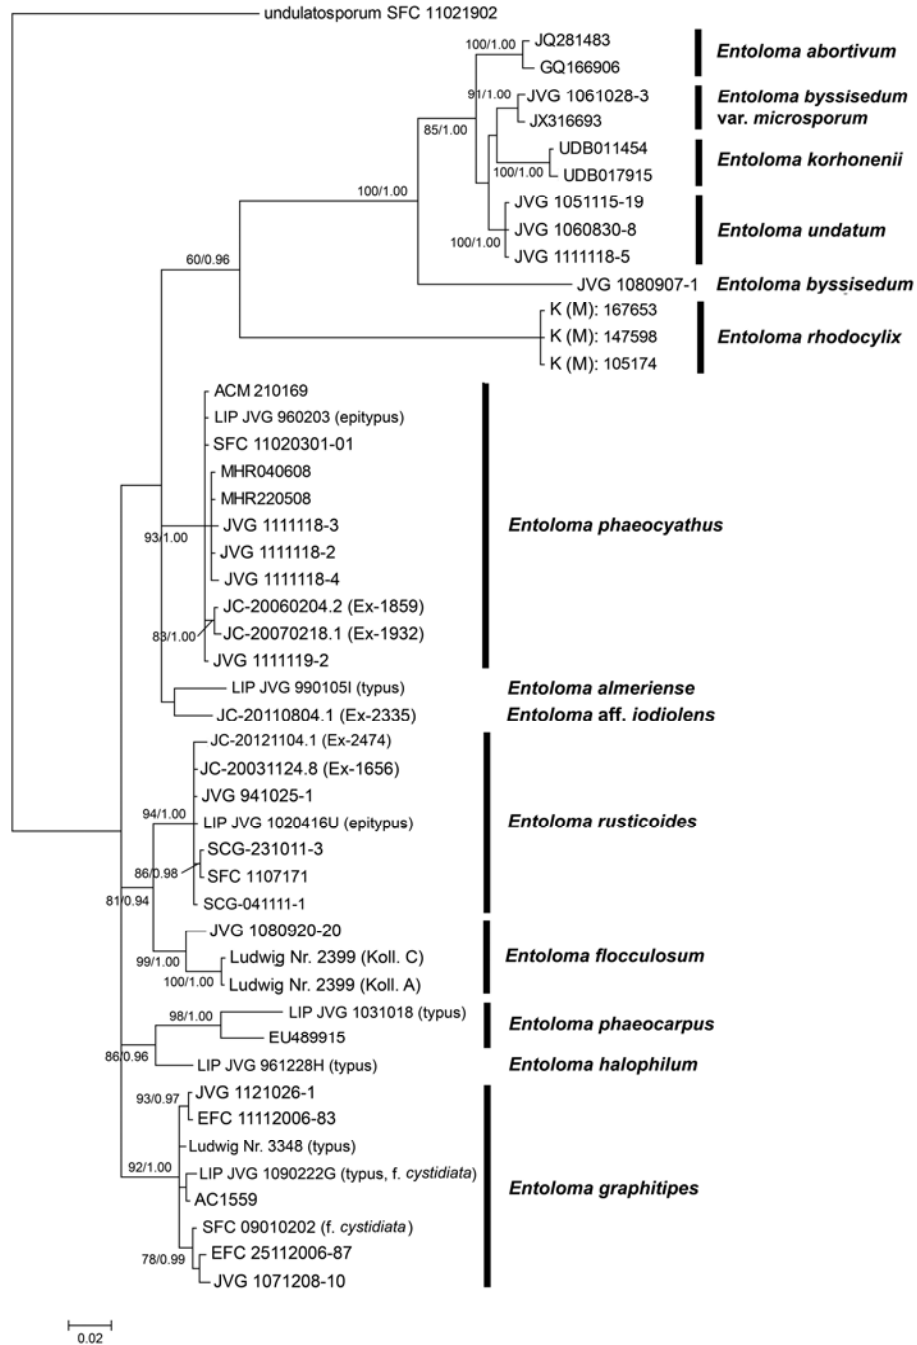 undulatosporum SFC 11021902
100/1.00
JQ281483
GQ166906
Entoloma abortivum
91/1.00
JVG 1061028-3
JX316693
Entoloma byssisedum
var. microsporum
85/1.00
UDB011454
100/1.00
UDB017915
Entoloma korhonenii
100/1.00
JVG 1051115-19
JVG 1060830-8
100/1.00
JVG 1111118-5
Entoloma undatum
60/0.96
JVG 1080907-1
Entoloma byssisedum
K (M): 167653
K (M): 147598
K (M): 105174
Entoloma rhodocylix
ACM 210169
LIP JVG 960203 (epitypus)
SFC 11020301-01
MHR040608
MHR220508
JVG 1111118-3
93/1.00
JVG 1111118-2
JVG 1111118-4
JC-20060204.2 (Ex-1859)
83/1.00
JC-20070218.1 (Ex-1932)
JVG 1111119-2
Entoloma phaeocyathus
LIP JVG 990105I (typus)
Entoloma almeriense
JC-20110804.1 (Ex-2335)
Entoloma aff. iodiolens
JC-20121104.1 (Ex-2474)
JC-20031124.8 (Ex-1656)
JVG 941025-1
94/1.00
LIP JVG 1020416U (epitypus)
SCG-231011-3
86/0.98
SFC 1107171
81/0.94
SCG-041111-1
Entoloma rusticoides
JVG 1080920-20
99/1.00
Ludwig Nr. 2399 (Koll. C)
100/1.00
Ludwig Nr. 2399 (Koll. A)
Entoloma flocculosum
98/1.00
LIP JVG 1031018 (typus)
EU489915
Entoloma phaeocarpus
86/0.96
LIP JVG 961228H (typus)
Entoloma halophilum
93/0.97
JVG 1121026-1
EFC 11112006-83
Ludwig Nr. 3348 (typus)
92/1.00
LIP JVG 1090222G (typus, f. cystidiata)
AC1559
SFC 09010202 (f. cystidiata)
78/0.99
EFC 25112006-87
JVG 1071208-10
Entoloma graphitipes
0.02